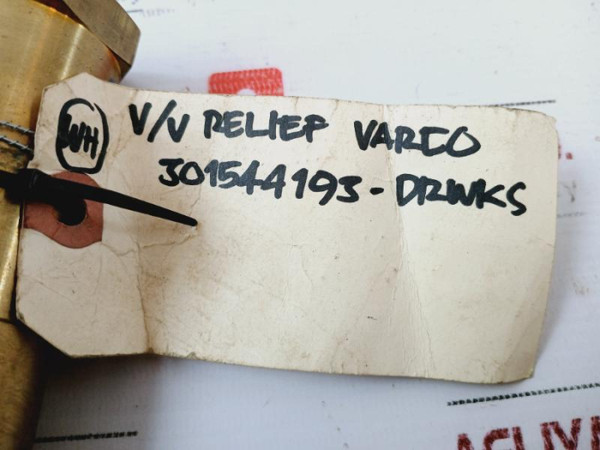 WH
V/V RELIEF VARCO
301544193-DRWKS